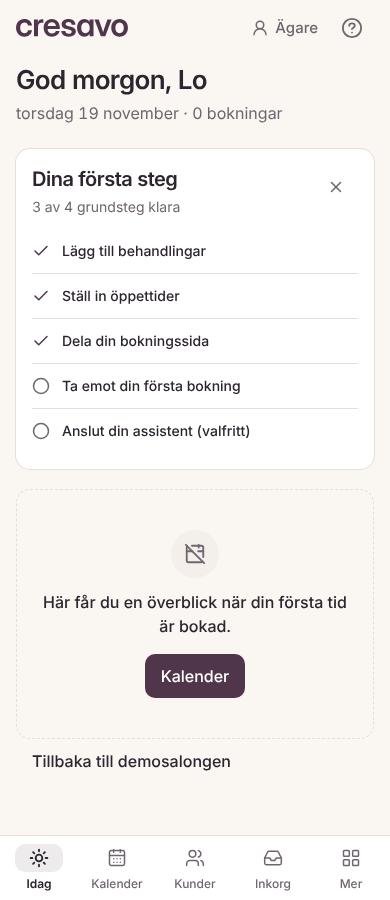 cresavo
Ägare
God morgon, Lo
torsdag 19 november · 0 bokningar
Dina första steg
3 av 4 grundsteg klara
Lägg till behandlingar
Ställ in öppettider
Dela din bokningssida
Ta emot din första bokning
Anslut din assistent (valfritt)
Här får du en överblick när din första tid
är bokad.
Kalender
Tillbaka till demosalongen
Idag
Kalender
Kunder
Inkorg
Mer